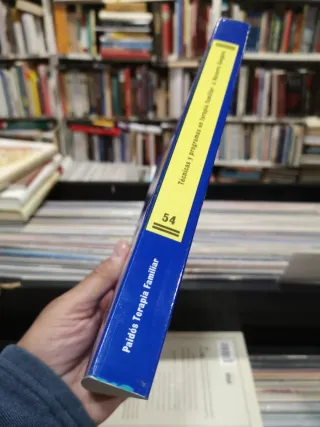 Técnicas y programas en terapia familiar
54
Paidós Terapia Familiar